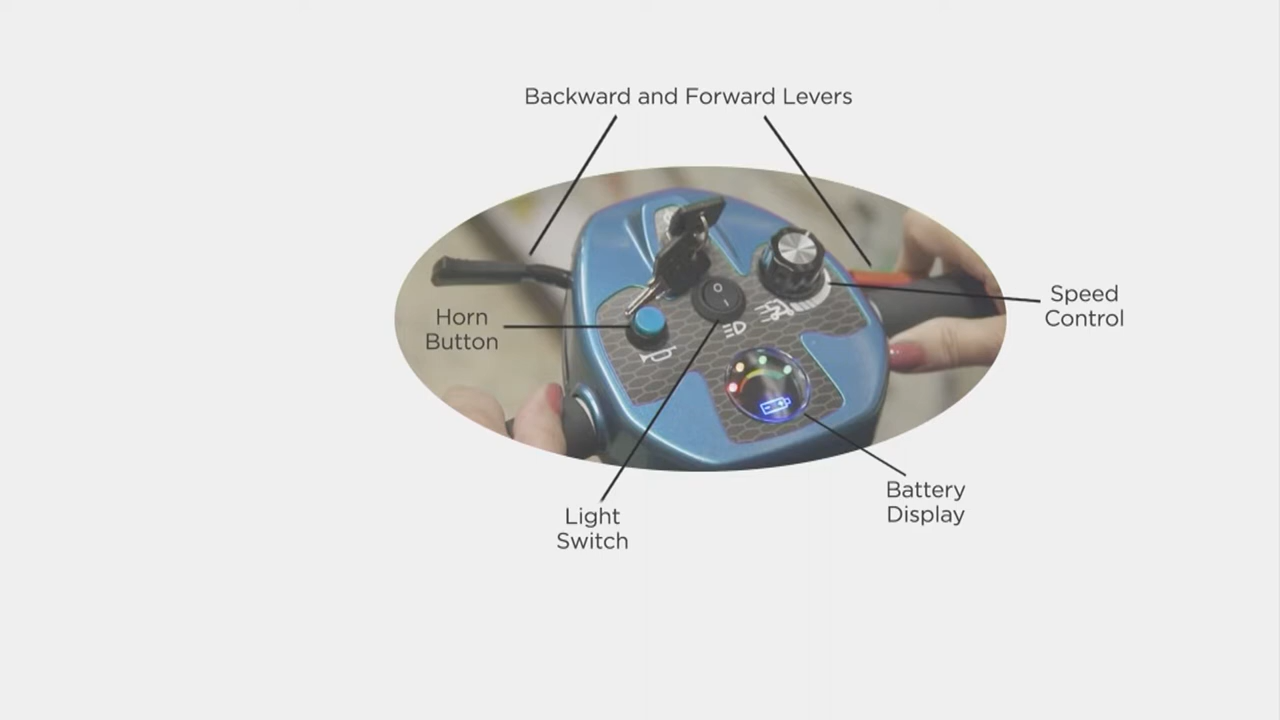 Backward and Forward Levers
Horn
Button
Speed
Control
Battery
Display
Light
Switch